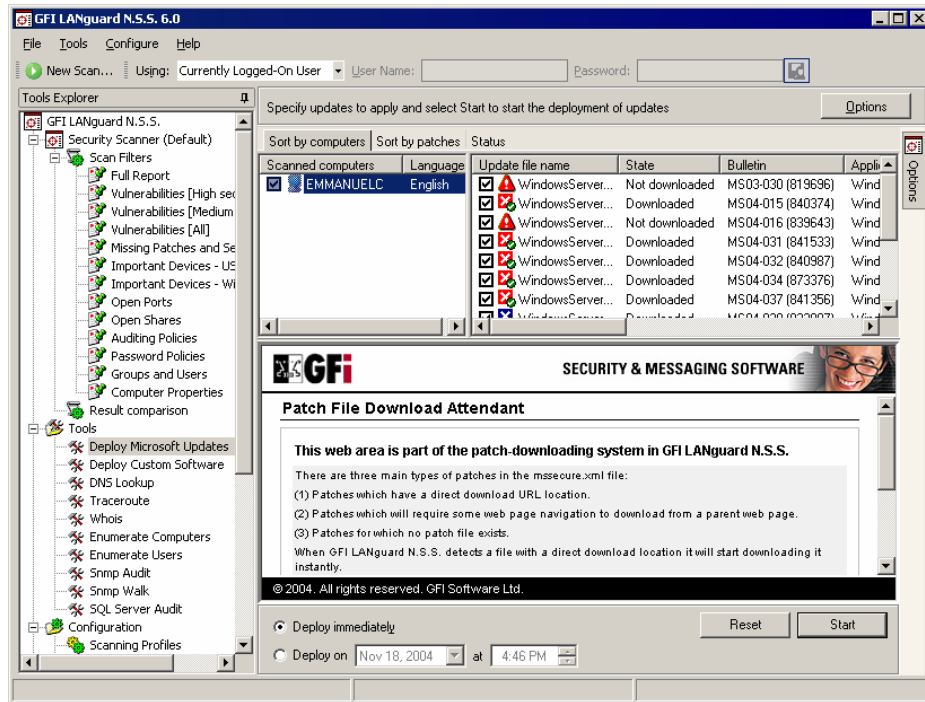 GFI LANguard N.S.S. 6.0
File Tools Configure Help
New Scan... Using: Currently Logged-On User User Name: Password:
Tools Explorer
GFI LANguard N.S.S.
Security Scanner (Default)
Scan Filters
Full Report
Vulnerabilities [High sec
Vulnerabilities [Medium
Vulnerabilities [All]
Missing Patches and Se
Important Devices - US
Important Devices - Wi
Open Ports
Open Shares
Auditing Policies
Password Policies
Groups and Users
Computer Properties
Result comparison
Tools
Deploy Microsoft Updates
Deploy Custom Software
DNS Lookup
Traceroute
Whois
Enumerate Computers
Enumerate Users
Snmp Audit
Snmp Walk
SQL Server Audit
Configuration
Scanning Profiles
Specify updates to apply and select Start to start the deployment of updates
Options
Sort by computers Sort by patches Status
Scanned computers Language
EMMANUELC English
Update file name State Bulletin Applic
WindowsServer... Not downloaded MS03-030 (819696) Wind
WindowsServer... Downloaded MS04-015 (840374) Wind
WindowsServer... Not downloaded MS04-016 (839643) Wind
WindowsServer... Downloaded MS04-031 (841533) Wind
WindowsServer... Downloaded MS04-032 (840987) Wind
WindowsServer... Downloaded MS04-034 (873376) Wind
WindowsServer... Downloaded MS04-037 (841356) Wind
Options
GFi SECURITY & MESSAGING SOFTWARE
Patch File Download Attendant
This web area is part of the patch-downloading system in GFI LANguard N.S.S.
There are three main types of patches in the mssecure.xml file:
(1) Patches which have a direct download URL location.
(2) Patches which will require some web page navigation to download from a parent web page.
(3) Patches for which no patch file exists.
When GFI LANguard N.S.S. detects a file with a direct download location it will start downloading it
instantly.
© 2004. All rights reserved. GFI Software Ltd.
Deploy immediately
Reset Start
Deploy on Nov 18, 2004 at 4:46 PM